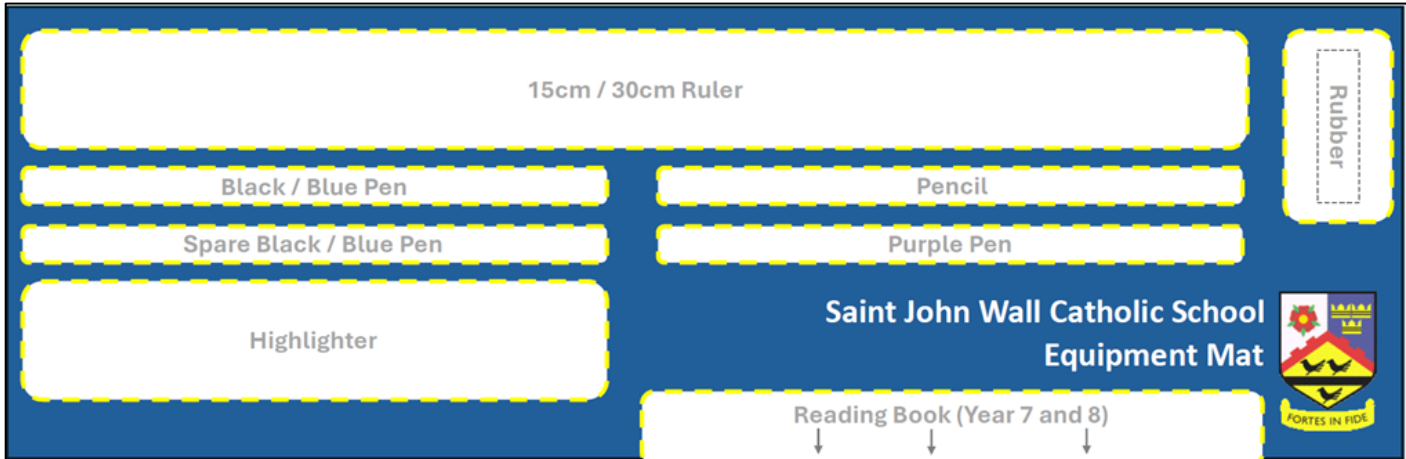 15cm / 30cm Ruler
Rubber
Black / Blue Pen
Pencil
Spare Black / Blue Pen
Purple Pen
Highlighter
Saint John Wall Catholic School
Equipment Mat
Reading Book (Year 7 and 8)
FORTES IN FIDE